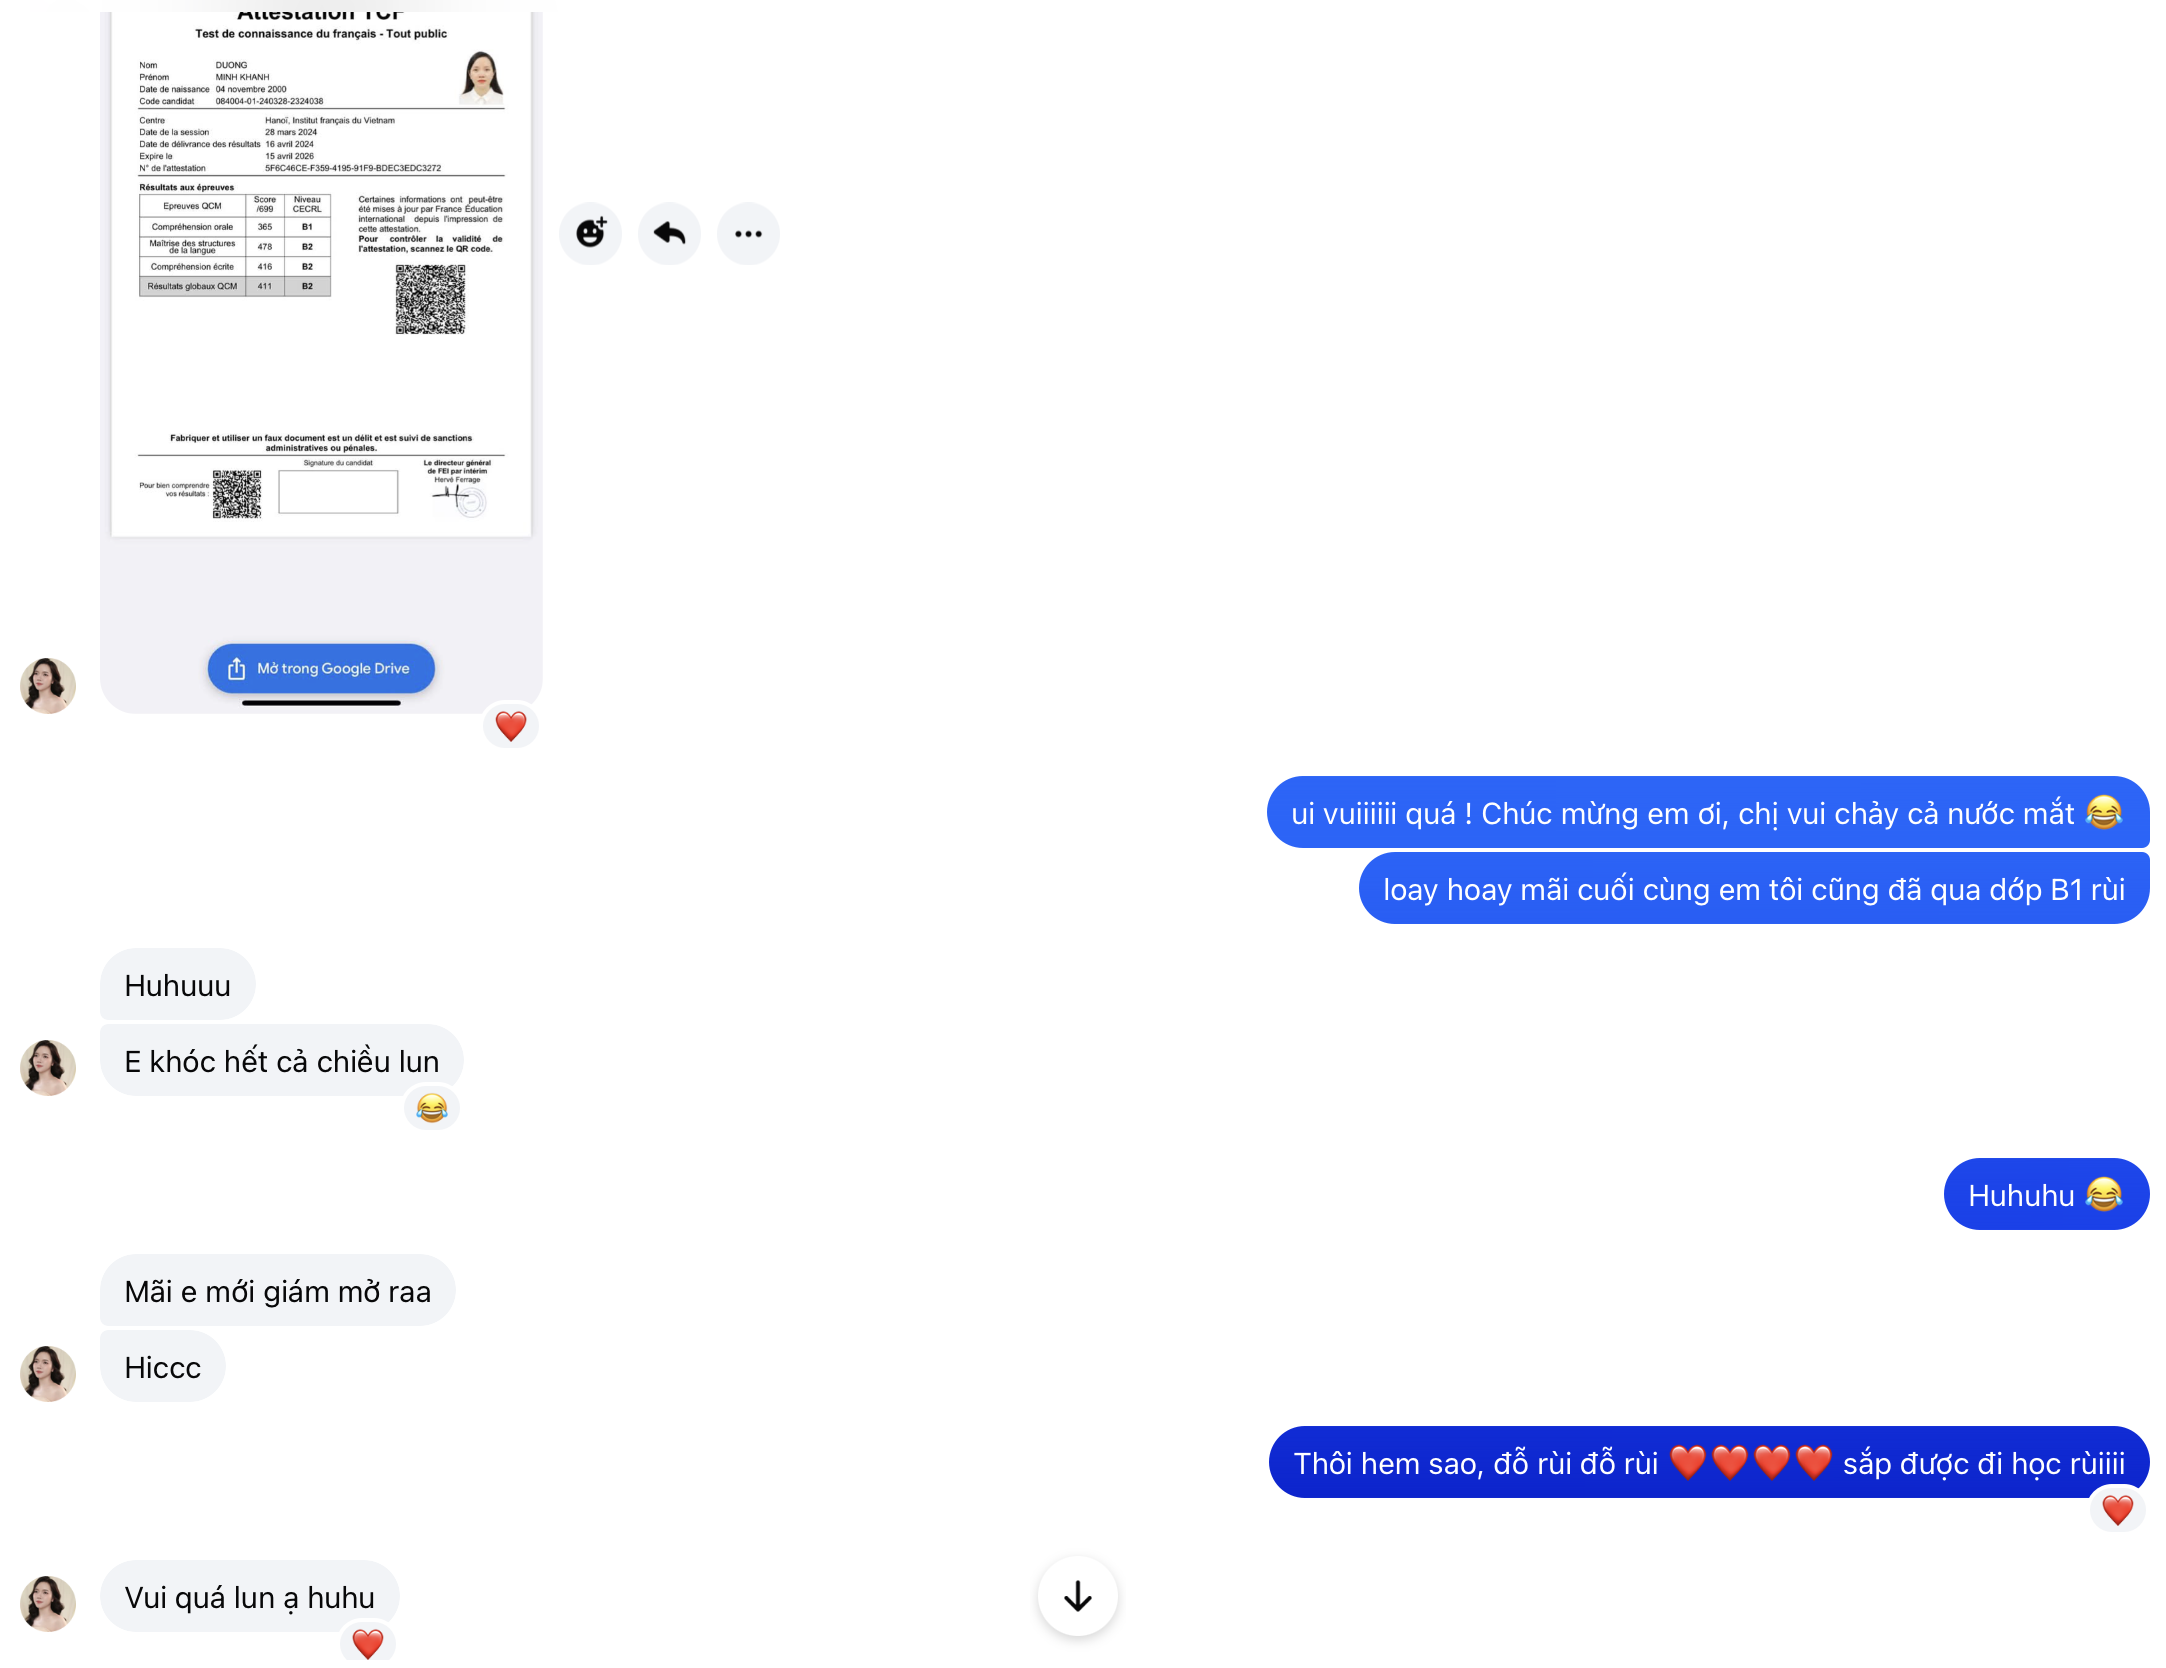 Attestation TCF
Test de connaissance du français - Tout public
Nom DUONG
Prénom MINH KHANH
Date de naissance 04 novembre 2000
Code candidat 084004-01-240328-2324038
Centre Hanoï, Institut français du Vietnam
Date de la session 28 mars 2024
Date de délivrance des résultats 16 avril 2024
Expire le 15 avril 2026
N° de l'attestation 5F6C46CE-F359-4195-91F9-BDEC3EDC3272
Résultats aux épreuves
Epreuves QCM Score /699 Niveau CECRL
Compréhension orale 365 B1
Maîtrise des structures de la langue 478 B2
Compréhension écrite 416 B2
Résultats globaux QCM 411 B2
Certaines informations ont peut-être
été mises à jour par France Éducation
international depuis l'impression de
cette attestation.
Pour contrôler la validité de
l'attestation, scannez le QR code.
Fabriquer et utiliser un faux document est un délit et est suivi de sanctions
administratives ou pénales.
Pour bien comprendre
vos résultats :
Signature du candidat
Le directeur général
de FEI par intérim
Hervé Ferrage
Mở trong Google Drive
ui vuiiiiii quá ! Chúc mừng em ơi, chị vui chảy cả nước mắt 😂
loay hoay mãi cuối cùng em tôi cũng đã qua dớp B1 rùi
Huhuuu
E khóc hết cả chiều lun
Huhuhu 😂
Mãi e mới giám mở raa
Hiccc
Thôi hem sao, đỗ rùi đỗ rùi ❤️❤️❤️❤️ sắp được đi học rùiiii
Vui quá lun ạ huhu